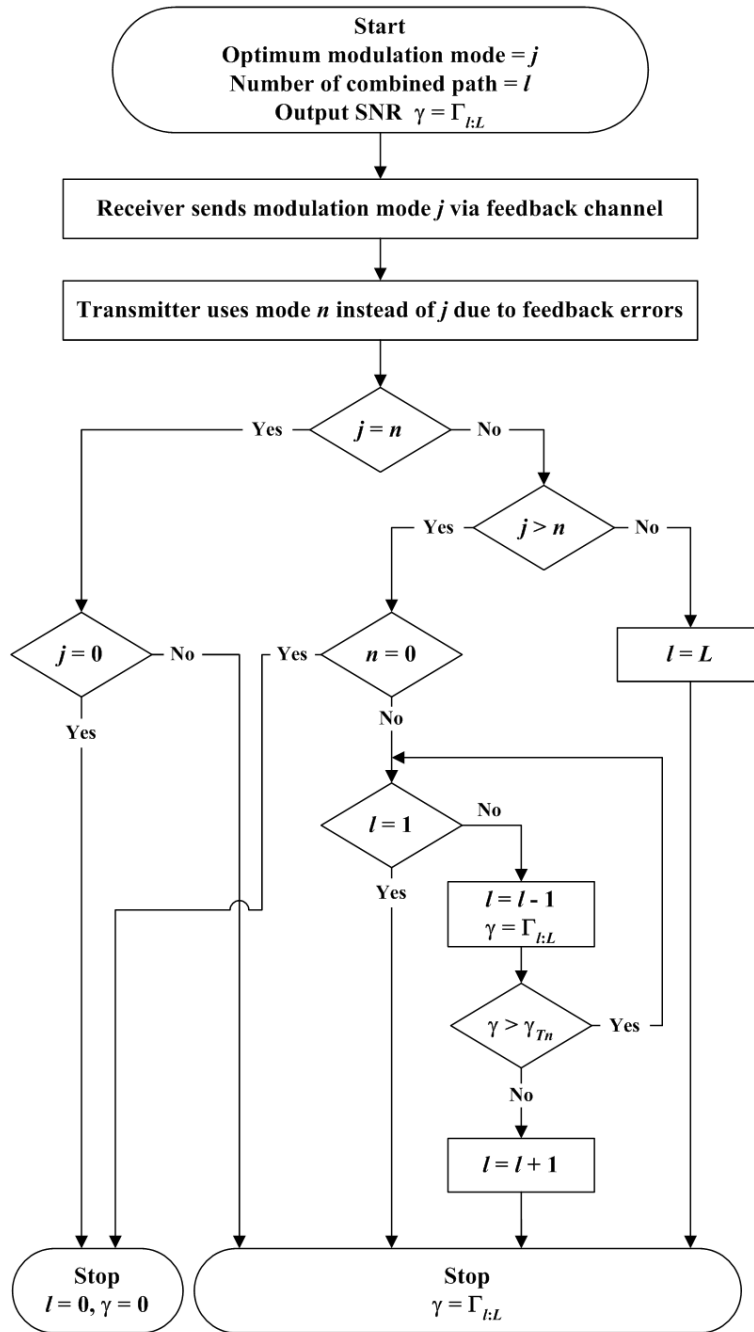 Start
Optimum modulation mode = j
Number of combined path = l
Output SNR γ = Γl:L
Receiver sends modulation mode j via feedback channel
Transmitter uses mode n instead of j due to feedback errors
Yes
j = n
No
Yes
j > n
No
j = 0
No
Yes
n = 0
l = L
Yes
No
l = 1
No
Yes
l = l - 1
γ = Γl:L
γ > γTn
Yes
No
l = l + 1
Stop
l = 0, γ = 0
Stop
γ = Γl:L